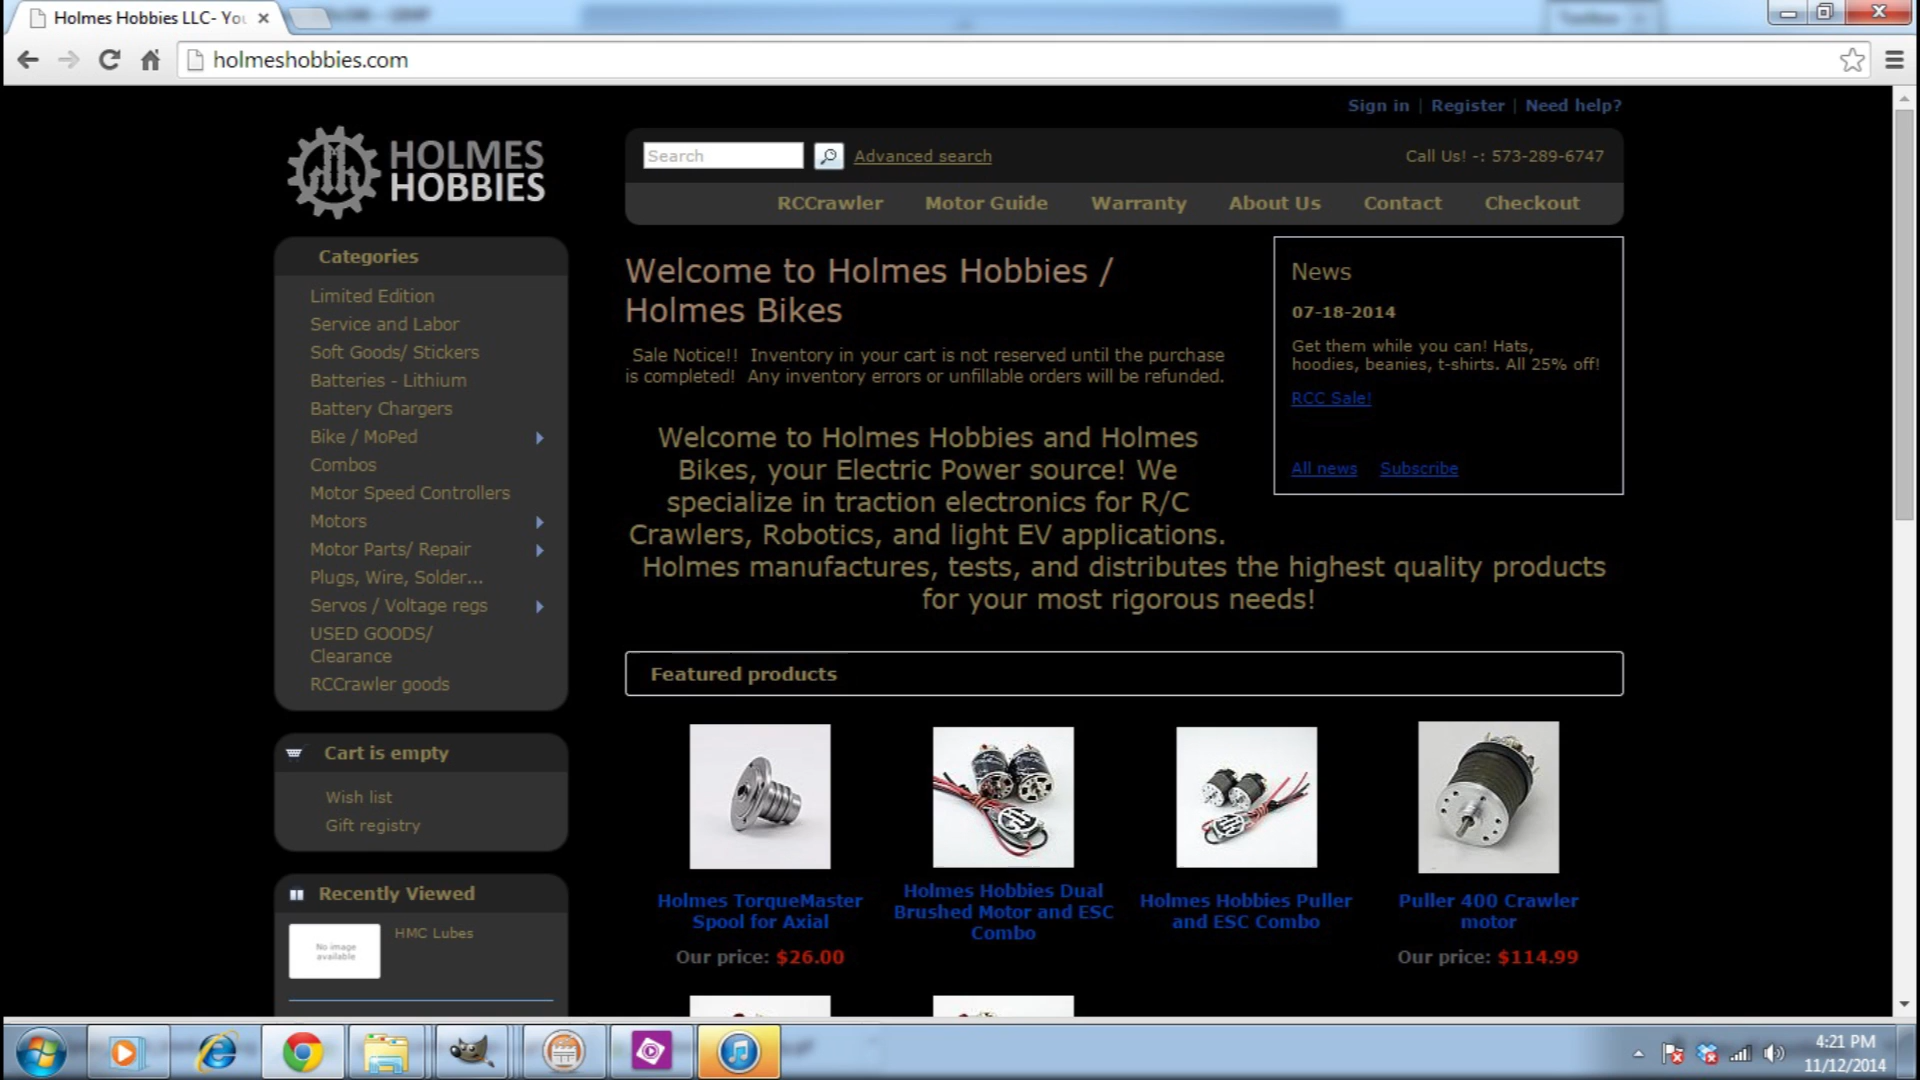 Holmes Hobbies LLC- You
holmeshobbies.com
Sign in | Register | Need help?
HOLMES
HOBBIES
Search
Advanced search
Call Us! -: 573-289-6747
RCCrawler
Motor Guide
Warranty
About Us
Contact
Checkout
Categories
Limited Edition
Service and Labor
Soft Goods/ Stickers
Batteries - Lithium
Battery Chargers
Bike / MoPed
Combos
Motor Speed Controllers
Motors
Motor Parts/ Repair
Plugs, Wire, Solder...
Servos / Voltage regs
USED GOODS/
Clearance
RCCrawler goods
Cart is empty
Wish list
Gift registry
Recently Viewed
No image
available
HMC Lubes
Welcome to Holmes Hobbies /
Holmes Bikes
Sale Notice!! Inventory in your cart is not reserved until the purchase
is completed! Any inventory errors or unfillable orders will be refunded.
Welcome to Holmes Hobbies and Holmes
Bikes, your Electric Power source! We
specialize in traction electronics for R/C
Crawlers, Robotics, and light EV applications.
Holmes manufactures, tests, and distributes the highest quality products
for your most rigorous needs!
News
07-18-2014
Get them while you can! Hats,
hoodies, beanies, t-shirts. All 25% off!
RCC Sale!
All news
Subscribe
Featured products
Holmes TorqueMaster
Spool for Axial
Our price: $26.00
Holmes Hobbies Dual
Brushed Motor and ESC
Combo
Holmes Hobbies Puller
and ESC Combo
Puller 400 Crawler
motor
Our price: $114.99
4:21 PM
11/12/2014